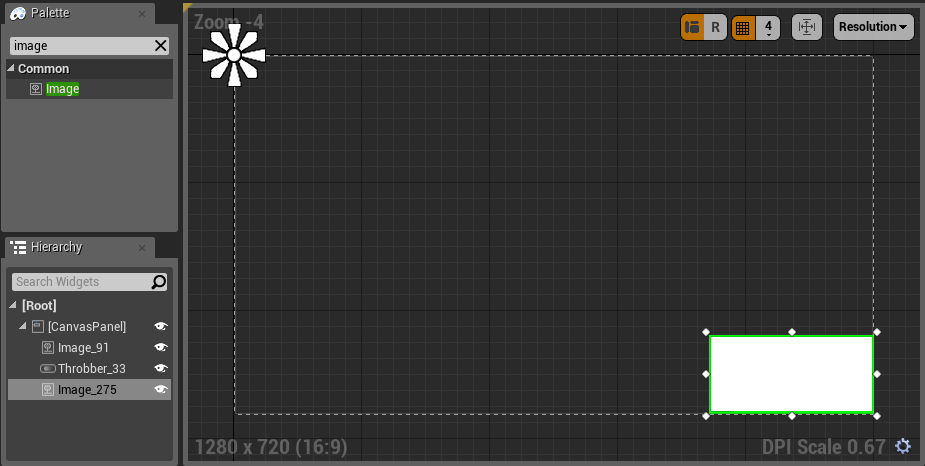 Palette
image
Common
Image
Hierarchy
Search Widgets
[Root]
[CanvasPanel]
Image_91
Throbber_33
Image_275
Zoom -4
R
4
Resolution
1280 x 720 (16:9)
DPI Scale 0.67